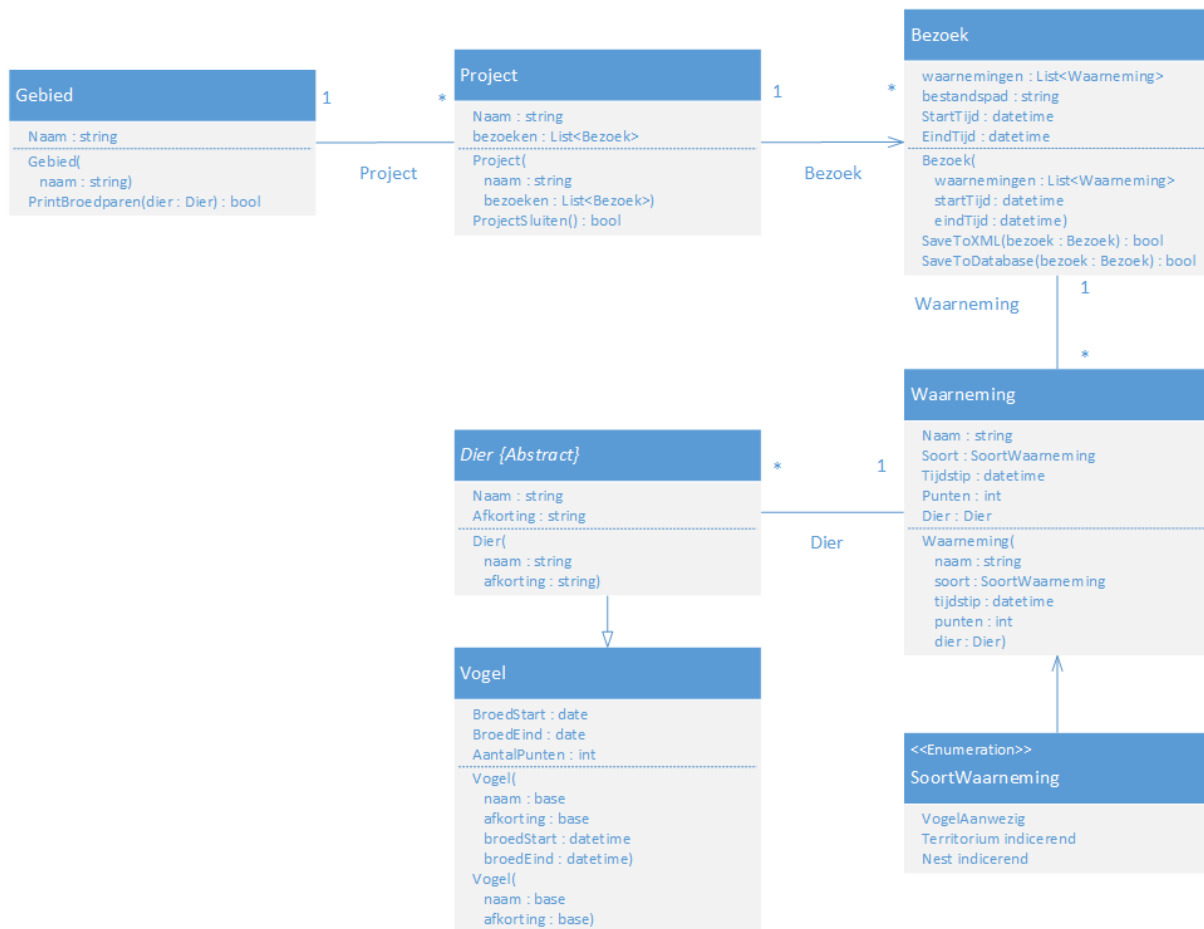 Gebied
Naam : string
Gebied(
naam : string)
PrintBroedparen(dier : Dier) : bool
1
*
Project
Project
Naam : string
bezoeken : List<Bezoek>
Project(
naam : string
bezoeken : List<Bezoek>)
ProjectSluiten() : bool
1
*
Bezoek
Bezoek
waarnemingen : List<Waarneming>
bestandspad : string
StartTijd : datetime
EindTijd : datetime
Bezoek(
waarnemingen : List<Waarneming>
startTijd : datetime
eindTijd : datetime)
SaveToXML(bezoek : Bezoek) : bool
SaveToDatabase(bezoek : Bezoek) : bool
1
Waarneming
*
Waarneming
Naam : string
Soort : SoortWaarneming
Tijdstip : datetime
Punten : int
Dier : Dier
Waarneming(
naam : string
soort : SoortWaarneming
tijdstip : datetime
punten : int
dier : Dier)
Dier {Abstract}
Naam : string
Afkorting : string
Dier(
naam : string
afkorting : string)
*
1
Dier
Vogel
BroedStart : date
BroedEind : date
AantalPunten : int
Vogel(
naam : base
afkorting : base
broedStart : datetime
broedEind : datetime)
Vogel(
naam : base
afkorting : base)
<<Enumeration>>
SoortWaarneming
VogelAanwezig
Territorium indicerend
Nest indicerend